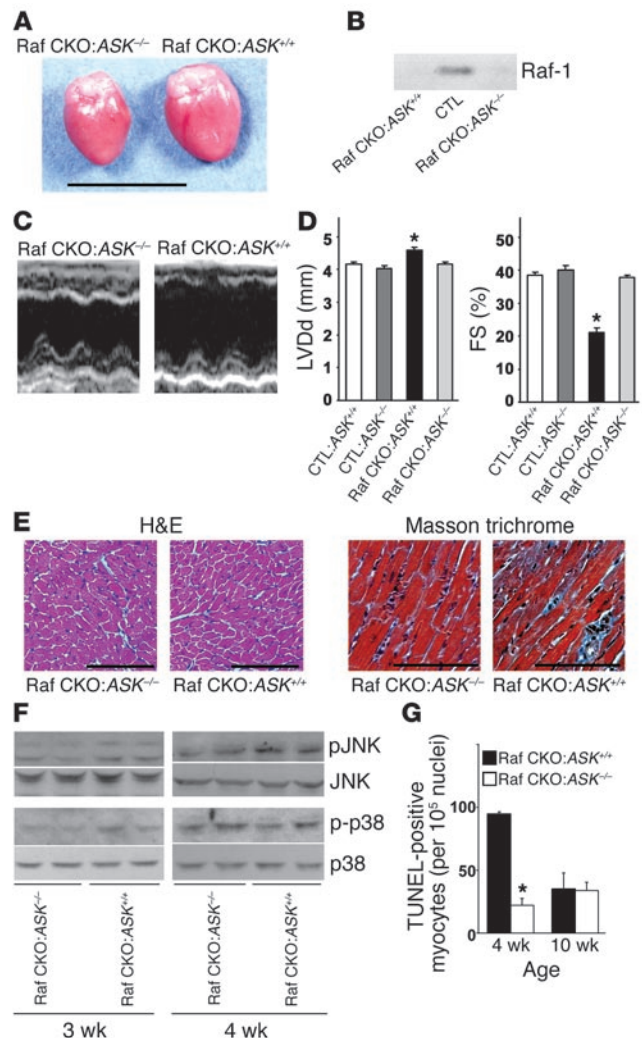 A
Raf CKO:ASK–/– Raf CKO:ASK+/+
B
Raf-1
Raf CKO:ASK+/+
CTL
Raf CKO:ASK–/–
C
Raf CKO:ASK–/– Raf CKO:ASK+/+
D
LVDd (mm)
5
4
3
2
1
0
*
CTL:ASK+/+
CTL:ASK–/–
Raf CKO:ASK+/+
Raf CKO:ASK–/–
FS (%)
50
40
30
20
10
0
*
CTL:ASK+/+
CTL:ASK–/–
Raf CKO:ASK+/+
Raf CKO:ASK–/–
E
H&E
Masson trichrome
Raf CKO:ASK–/– Raf CKO:ASK+/+
Raf CKO:ASK–/– Raf CKO:ASK+/+
F
pJNK
JNK
p-p38
p38
Raf CKO:ASK–/–
Raf CKO:ASK+/+
Raf CKO:ASK–/–
Raf CKO:ASK+/+
3 wk
4 wk
G
Raf CKO:ASK+/+
Raf CKO:ASK–/–
TUNEL-positive
myocytes (per 10⁵ nuclei)
100
50
0
*
4 wk 10 wk
Age